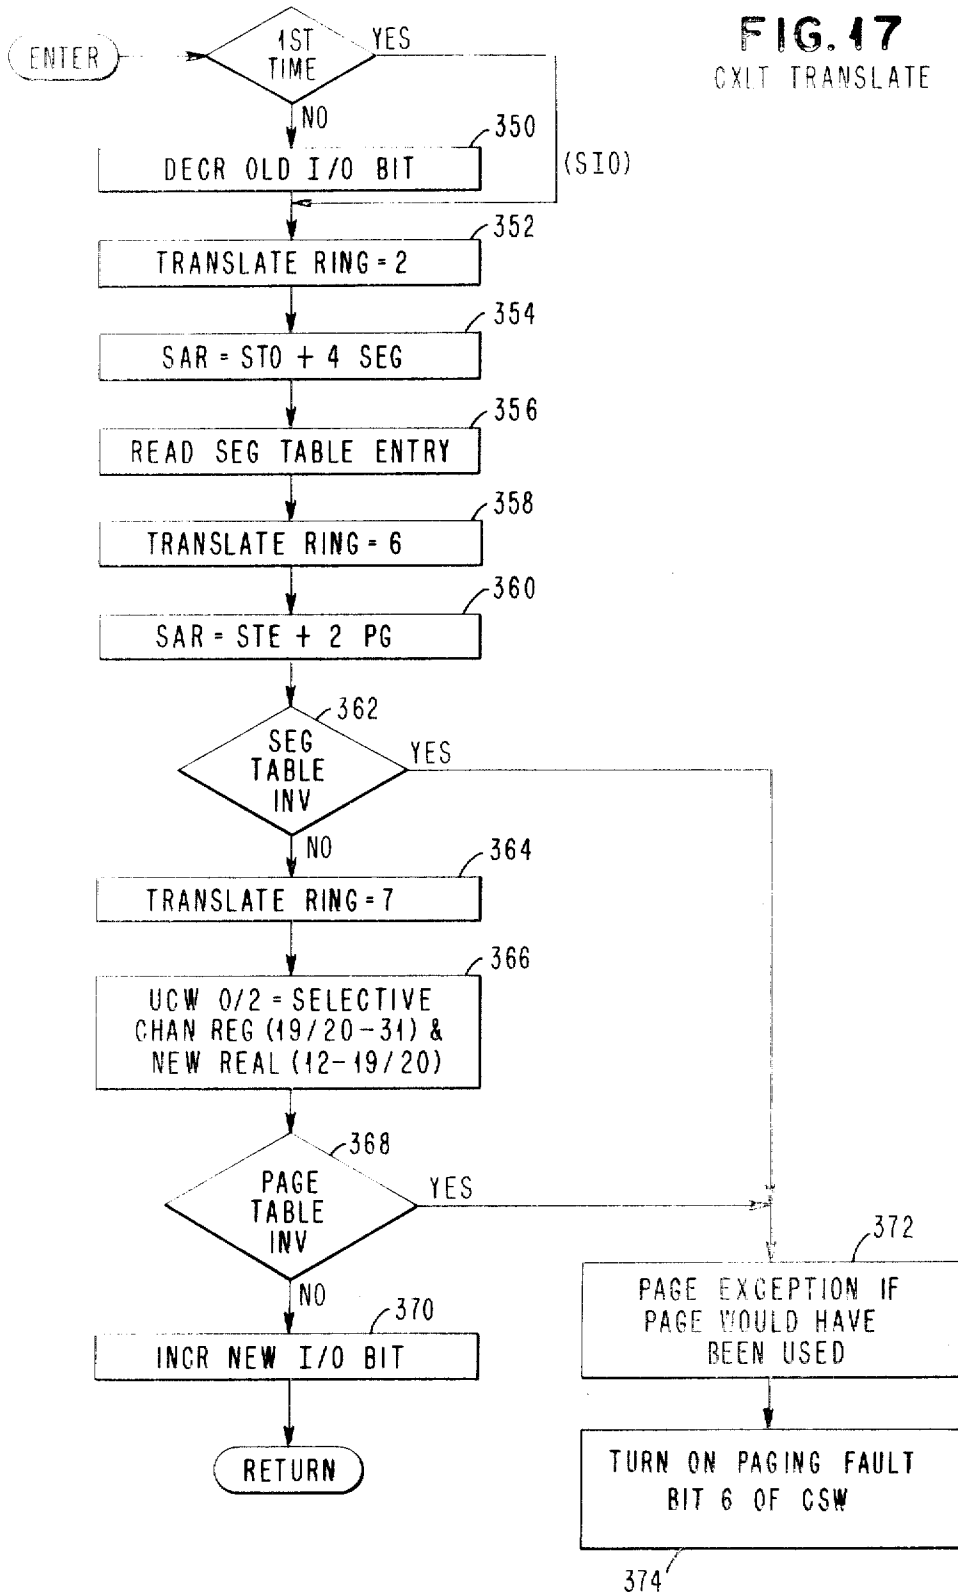 FIG. 17
CXLT TRANSLATE
ENTER
1ST
TIME
YES
NO
(SIO)
350
DECR OLD I/O BIT
352
TRANSLATE RING = 2
354
SAR = STO + 4 SEG
356
READ SEG TABLE ENTRY
358
TRANSLATE RING = 6
360
SAR = STE + 2 PG
362
SEG
TABLE
INV
YES
NO
364
TRANSLATE RING = 7
366
UCW 0/2 = SELECTIVE
CHAN REG (19/20-31) &
NEW REAL (12-19/20)
368
PAGE
TABLE
INV
YES
NO
370
INCR NEW I/O BIT
RETURN
372
PAGE EXCEPTION IF
PAGE WOULD HAVE
BEEN USED
TURN ON PAGING FAULT
BIT 6 OF CSW
374